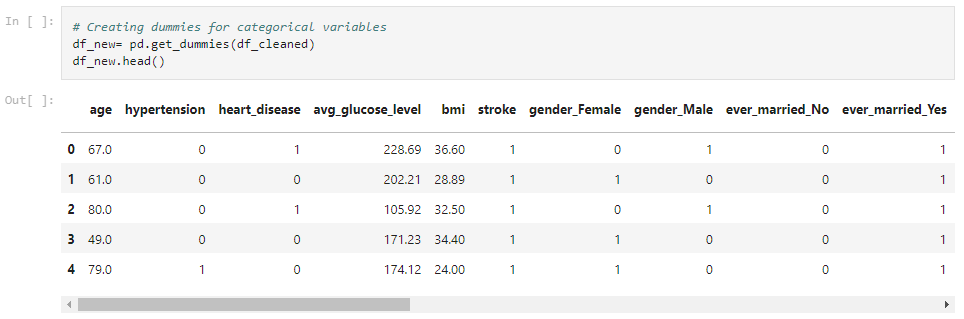 In [ ]:
# Creating dummies for categorical variables
df_new= pd.get_dummies(df_cleaned)
df_new.head()
Out[ ]:
age hypertension heart_disease avg_glucose_level bmi stroke gender_Female gender_Male ever_married_No ever_married_Yes
0 67.0 0 1 228.69 36.60 1 0 1 0 1
1 61.0 0 0 202.21 28.89 1 1 0 0 1
2 80.0 0 1 105.92 32.50 1 0 1 0 1
3 49.0 0 0 171.23 34.40 1 1 0 0 1
4 79.0 1 0 174.12 24.00 1 1 0 0 1